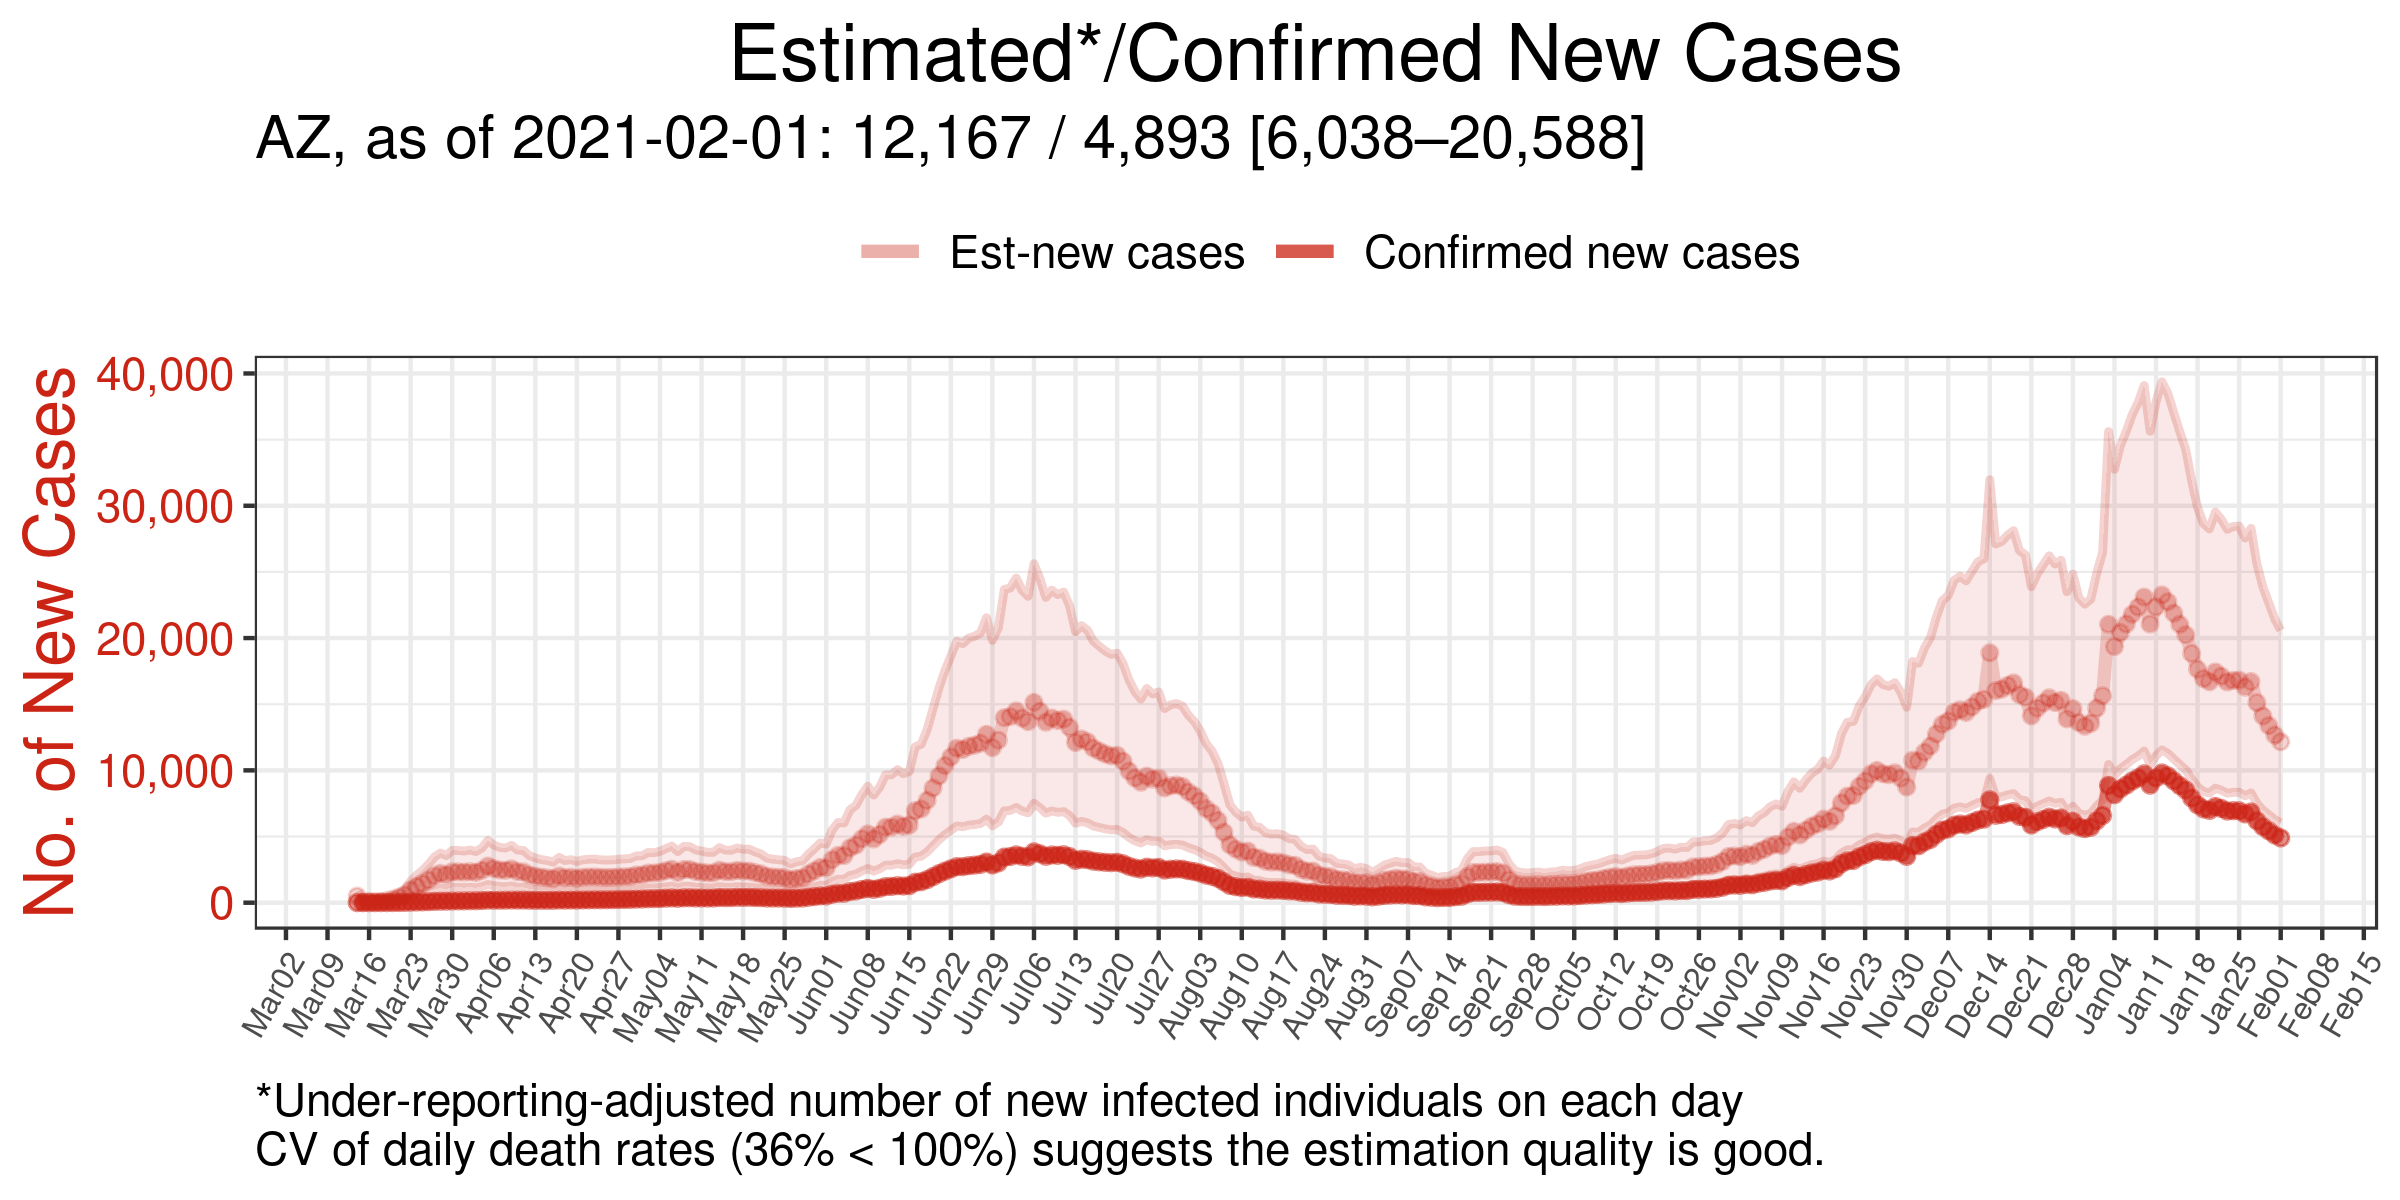 Estimated*/Confirmed New Cases
AZ, as of 2021-02-01: 12,167 / 4,893 [6,038–20,588]
Est-new cases Confirmed new cases
No. of New Cases
40,000
30,000
20,000
10,000
0
Mar02 Mar09 Mar16 Mar23 Mar30 Apr06 Apr13 Apr20 Apr27 May04 May11 May18 May25 Jun01 Jun08 Jun15 Jun22 Jun29 Jul06 Jul13 Jul20 Jul27 Aug03 Aug10 Aug17 Aug24 Aug31 Sep07 Sep14 Sep21 Sep28 Oct05 Oct12 Oct19 Oct26 Nov02 Nov09 Nov16 Nov23 Nov30 Dec07 Dec14 Dec21 Dec28 Jan04 Jan11 Jan18 Jan25 Feb01 Feb08 Feb15
*Under-reporting-adjusted number of new infected individuals on each day
CV of daily death rates (36% < 100%) suggests the estimation quality is good.